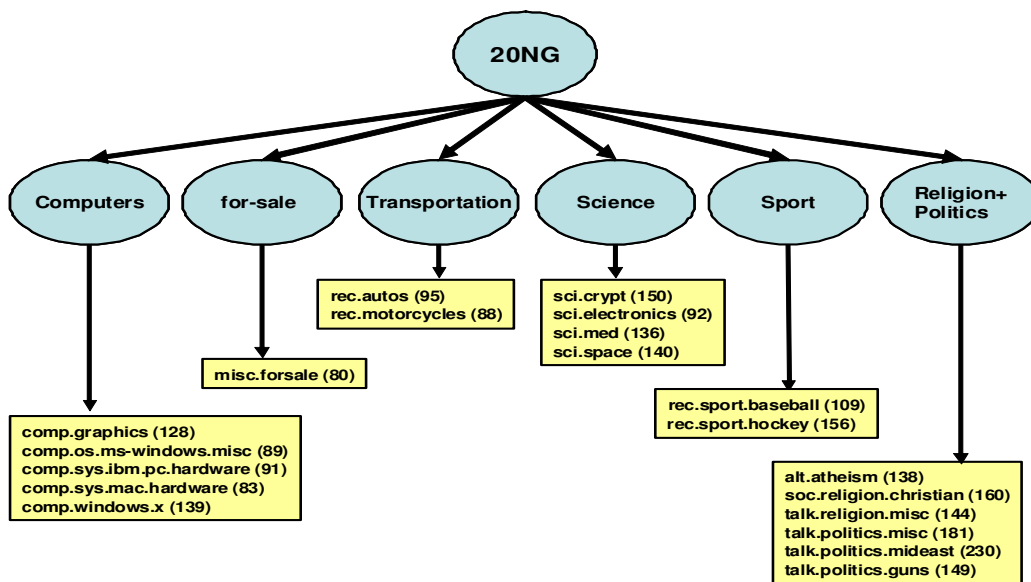 20NG
Computers
for-sale
Transportation
Science
Sport
Religion+
Politics
rec.autos (95)
rec.motorcycles (88)
sci.crypt (150)
sci.electronics (92)
sci.med (136)
sci.space (140)
misc.forsale (80)
rec.sport.baseball (109)
rec.sport.hockey (156)
comp.graphics (128)
comp.os.ms-windows.misc (89)
comp.sys.ibm.pc.hardware (91)
comp.sys.mac.hardware (83)
comp.windows.x (139)
alt.atheism (138)
soc.religion.christian (160)
talk.religion.misc (144)
talk.politics.misc (181)
talk.politics.mideast (230)
talk.politics.guns (149)